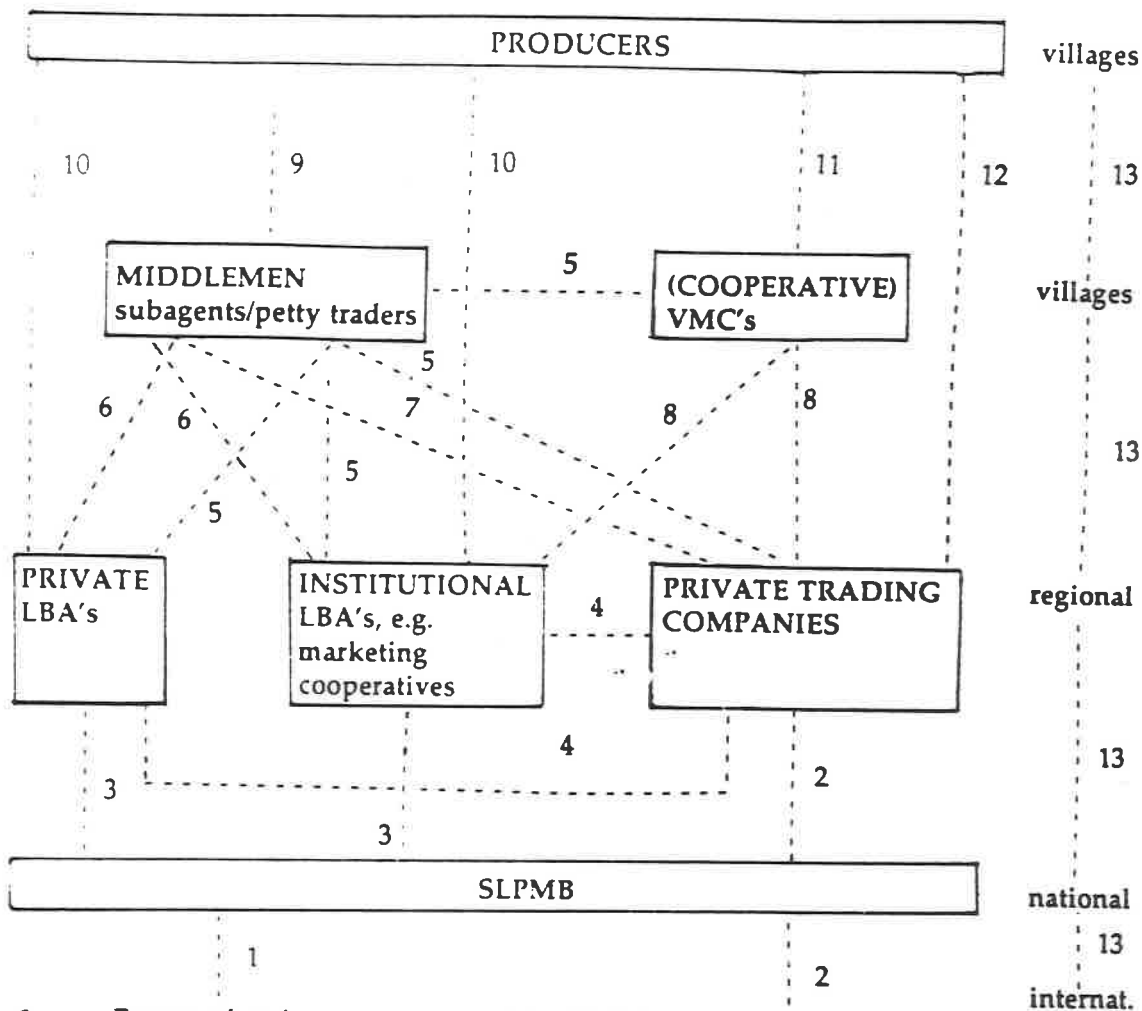 PRODUCERS
villages
10
9
10
11
12
13
MIDDLEMEN
subagents/petty traders
5
(COOPERATIVE)
VMC's
villages
6
6
5
7
5
5
8
8
13
PRIVATE
LBA's
INSTITUTIONAL
LBA's, e.g.
marketing
cooperatives
4
PRIVATE TRADING
COMPANIES
regional
3
3
4
2
13
SLPMB
national
1
2
13
internat.